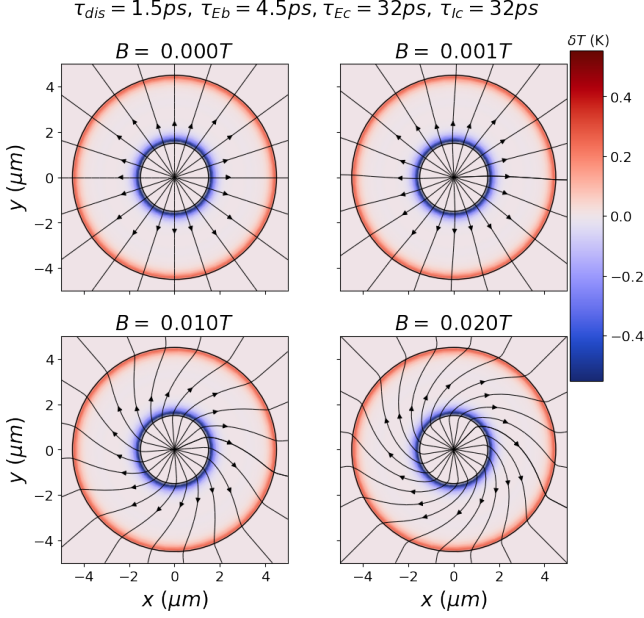 τ_dis = 1.5ps, τ_Eb = 4.5ps, τ_Ec = 32ps, τ_Ic = 32ps
B = 0.000T
B = 0.001T
δT (K)
4
2
0
−2
−4
y (μm)
0.4
0.2
0.0
−0.2
−0.4
B = 0.010T
B = 0.020T
4
2
0
−2
−4
y (μm)
−4 −2 0 2 4
−4 −2 0 2 4
x (μm)
x (μm)